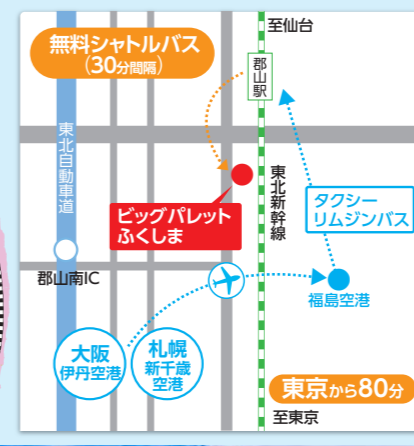 無料シャトルバス
(30分間隔)
至仙台
郡山駅
東北自動車道
東北新幹線
ビッグパレット
ふくしま
タクシー
リムジンバス
郡山南IC
福島空港
大阪
伊丹空港
札幌
新千歳
空港
東京から80分
至東京